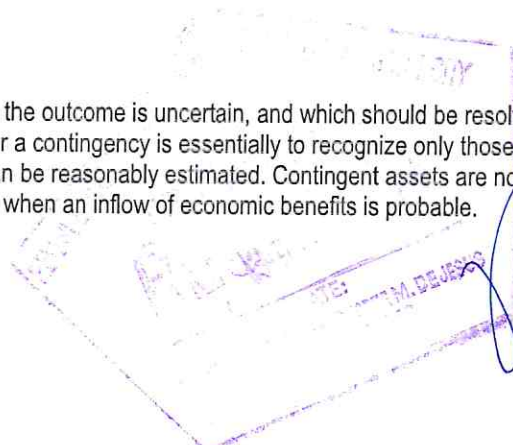 the outcome is uncertain, and which should be resol
r a contingency is essentially to recognize only those
n be reasonably estimated. Contingent assets are no
when an inflow of economic benefits is probable.
M. DEJESUS